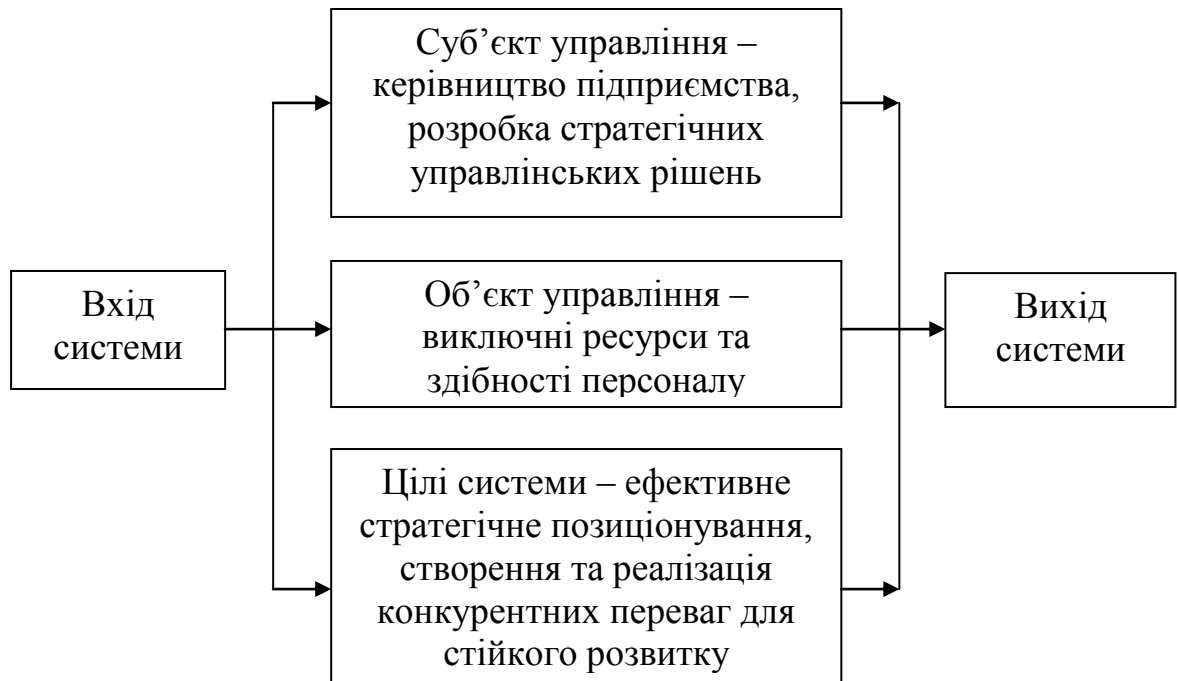 Суб’єкт управління –
керівництво підприємства,
розробка стратегічних
управлінських рішень
Вхід
системи
Об’єкт управління –
виключні ресурси та
здібності персоналу
Вихід
системи
Цілі системи – ефективне
стратегічне позиціонування,
створення та реалізація
конкурентних переваг для
стійкого розвитку